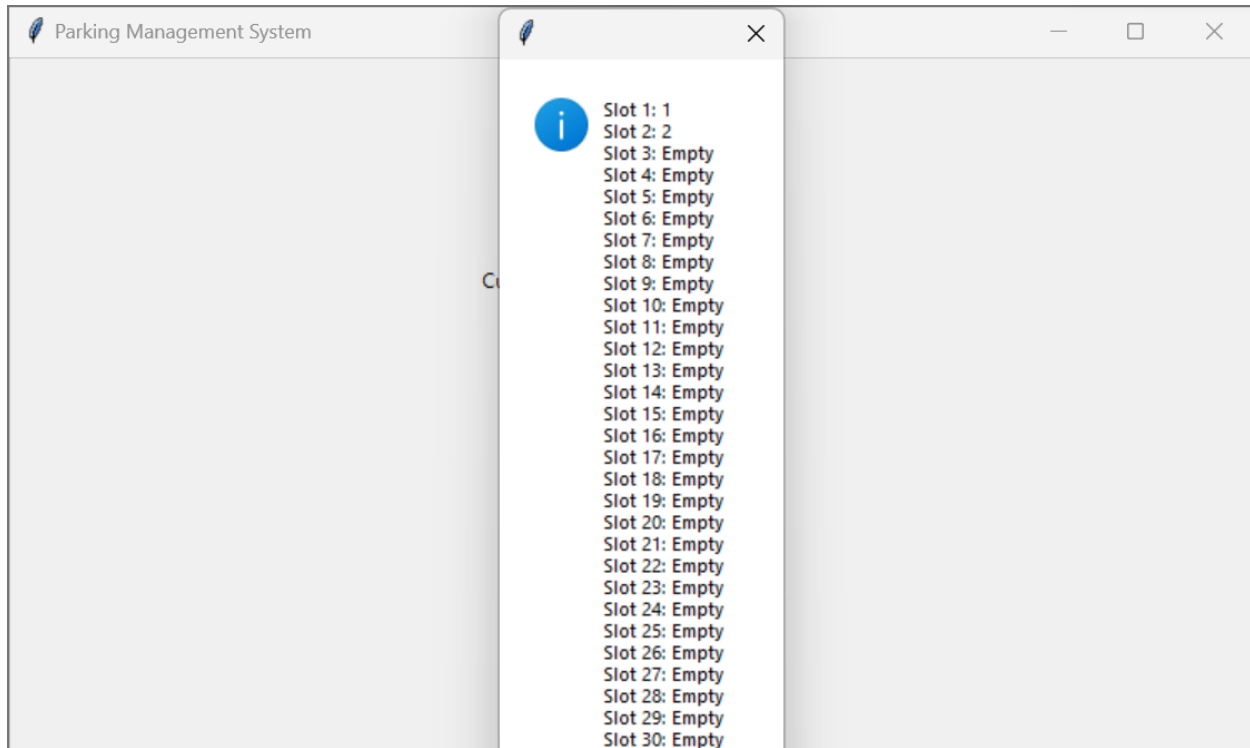 Parking Management System
Slot 1: 1
Slot 2: 2
Slot 3: Empty
Slot 4: Empty
Slot 5: Empty
Slot 6: Empty
Slot 7: Empty
Slot 8: Empty
Cu
Slot 9: Empty
Slot 10: Empty
Slot 11: Empty
Slot 12: Empty
Slot 13: Empty
Slot 14: Empty
Slot 15: Empty
Slot 16: Empty
Slot 17: Empty
Slot 18: Empty
Slot 19: Empty
Slot 20: Empty
Slot 21: Empty
Slot 22: Empty
Slot 23: Empty
Slot 24: Empty
Slot 25: Empty
Slot 26: Empty
Slot 27: Empty
Slot 28: Empty
Slot 29: Empty
Slot 30: Empty